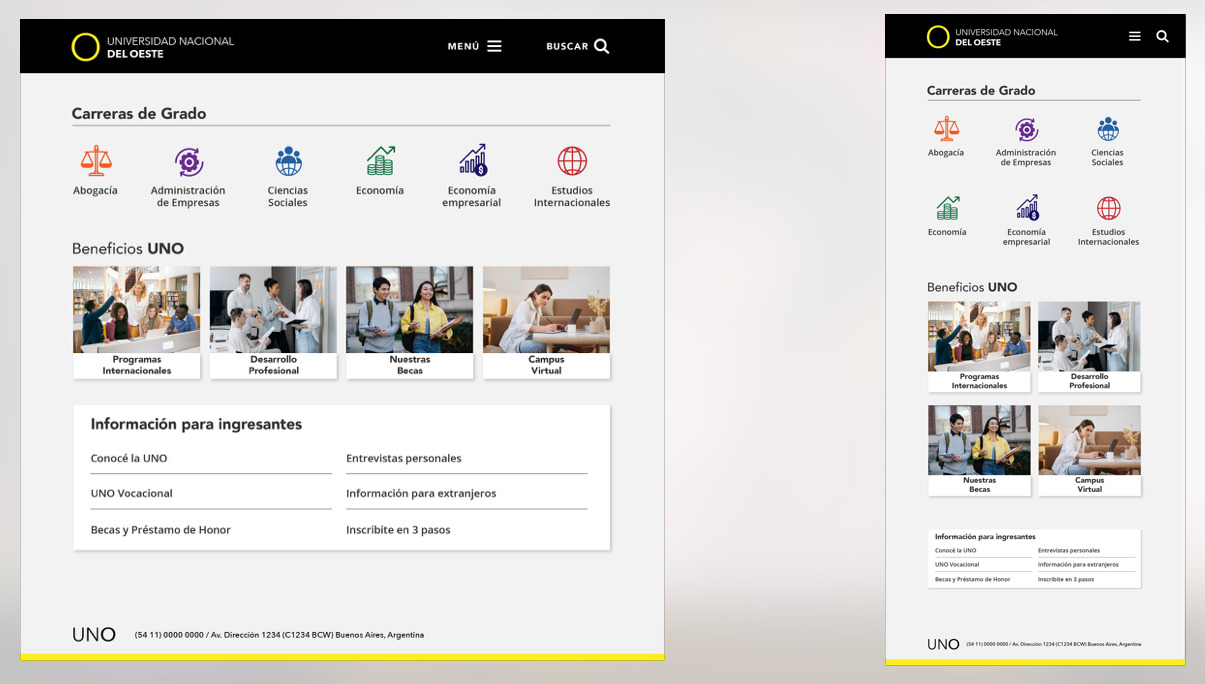 UNIVERSIDAD NACIONAL
DEL OESTE
MENÚ
BUSCAR
Carreras de Grado
Abogacía
Administración
de Empresas
Ciencias
Sociales
Economía
Economía
empresarial
Estudios
Internacionales
Beneficios UNO
Programas
Internacionales
Desarrollo
Profesional
Nuestras
Becas
Campus
Virtual
Información para ingresantes
Conocé la UNO
Entrevistas personales
UNO Vocacional
Información para extranjeros
Becas y Préstamo de Honor
Inscribite en 3 pasos
UNO
(54 11) 0000 0000 / Av. Dirección 1234 (C1234 BCW) Buenos Aires, Argentina
UNIVERSIDAD NACIONAL
DEL OESTE
Carreras de Grado
Abogacía
Administración
de Empresas
Ciencias
Sociales
Economía
Economía
empresarial
Estudios
Internacionales
Beneficios UNO
Programas
Internacionales
Desarrollo
Profesional
Nuestras
Becas
Campus
Virtual
Información para ingresantes
Conocé la UNO
Entrevistas personales
UNO Vocacional
Información para extranjeros
Becas y Préstamo de Honor
Inscribite en 3 pasos
UNO
(54 11) 0000 0000 / Av. Dirección 1234 (C1234 BCW) Buenos Aires, Argentina